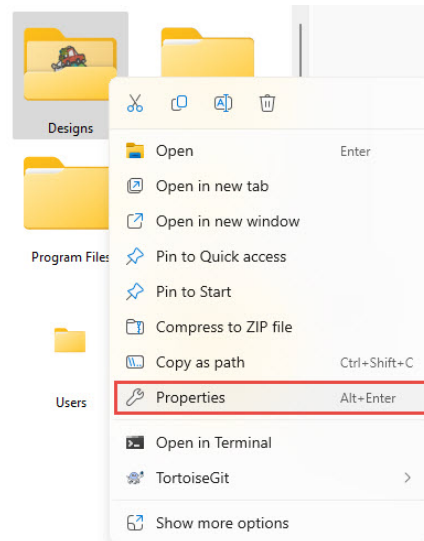 Designs
Open Enter
Open in new tab
Open in new window
Program Files
Pin to Quick access
Pin to Start
Compress to ZIP file
Copy as path Ctrl+Shift+C
Users
Properties Alt+Enter
Open in Terminal
TortoiseGit
Show more options